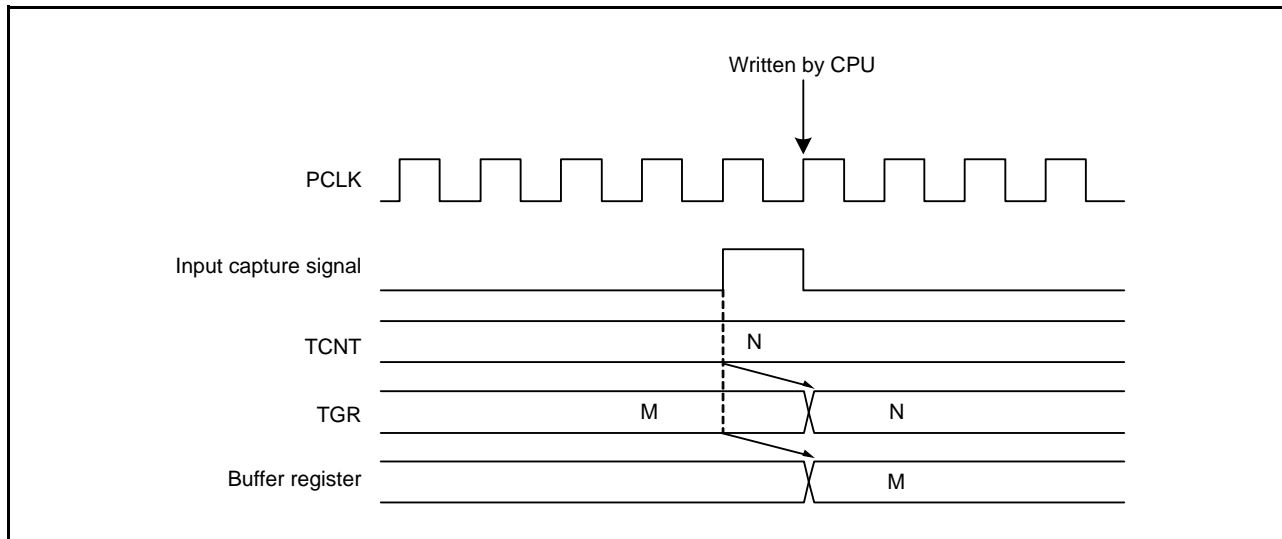 Written by CPU
PCLK
Input capture signal
TCNT
N
TGR
M
N
Buffer register
M